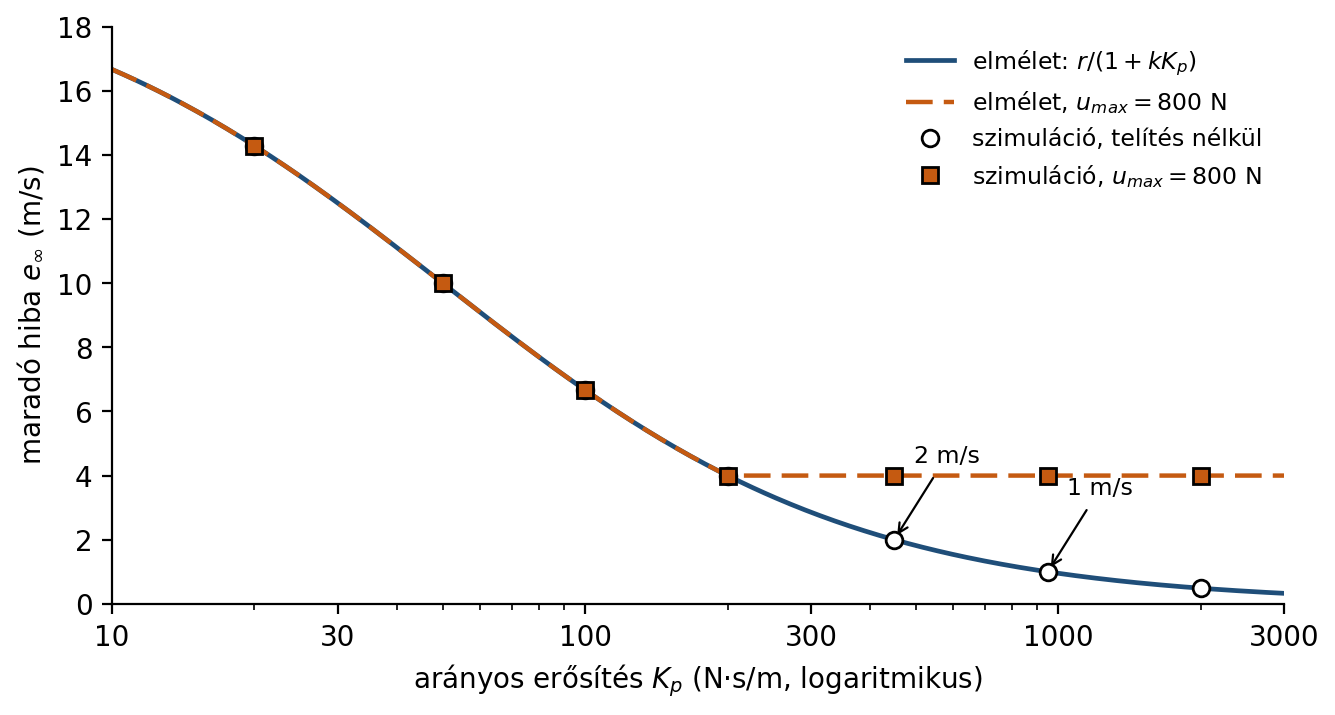 18
16
14
12
10
8
6
4
2
0
maradó hiba e∞ (m/s)
elmélet: r/(1 + kKp)
elmélet, umax = 800 N
szimuláció, telítés nélkül
szimuláció, umax = 800 N
2 m/s
1 m/s
10 30 100 300 1000 3000
arányos erősítés Kp (N·s/m, logaritmikus)